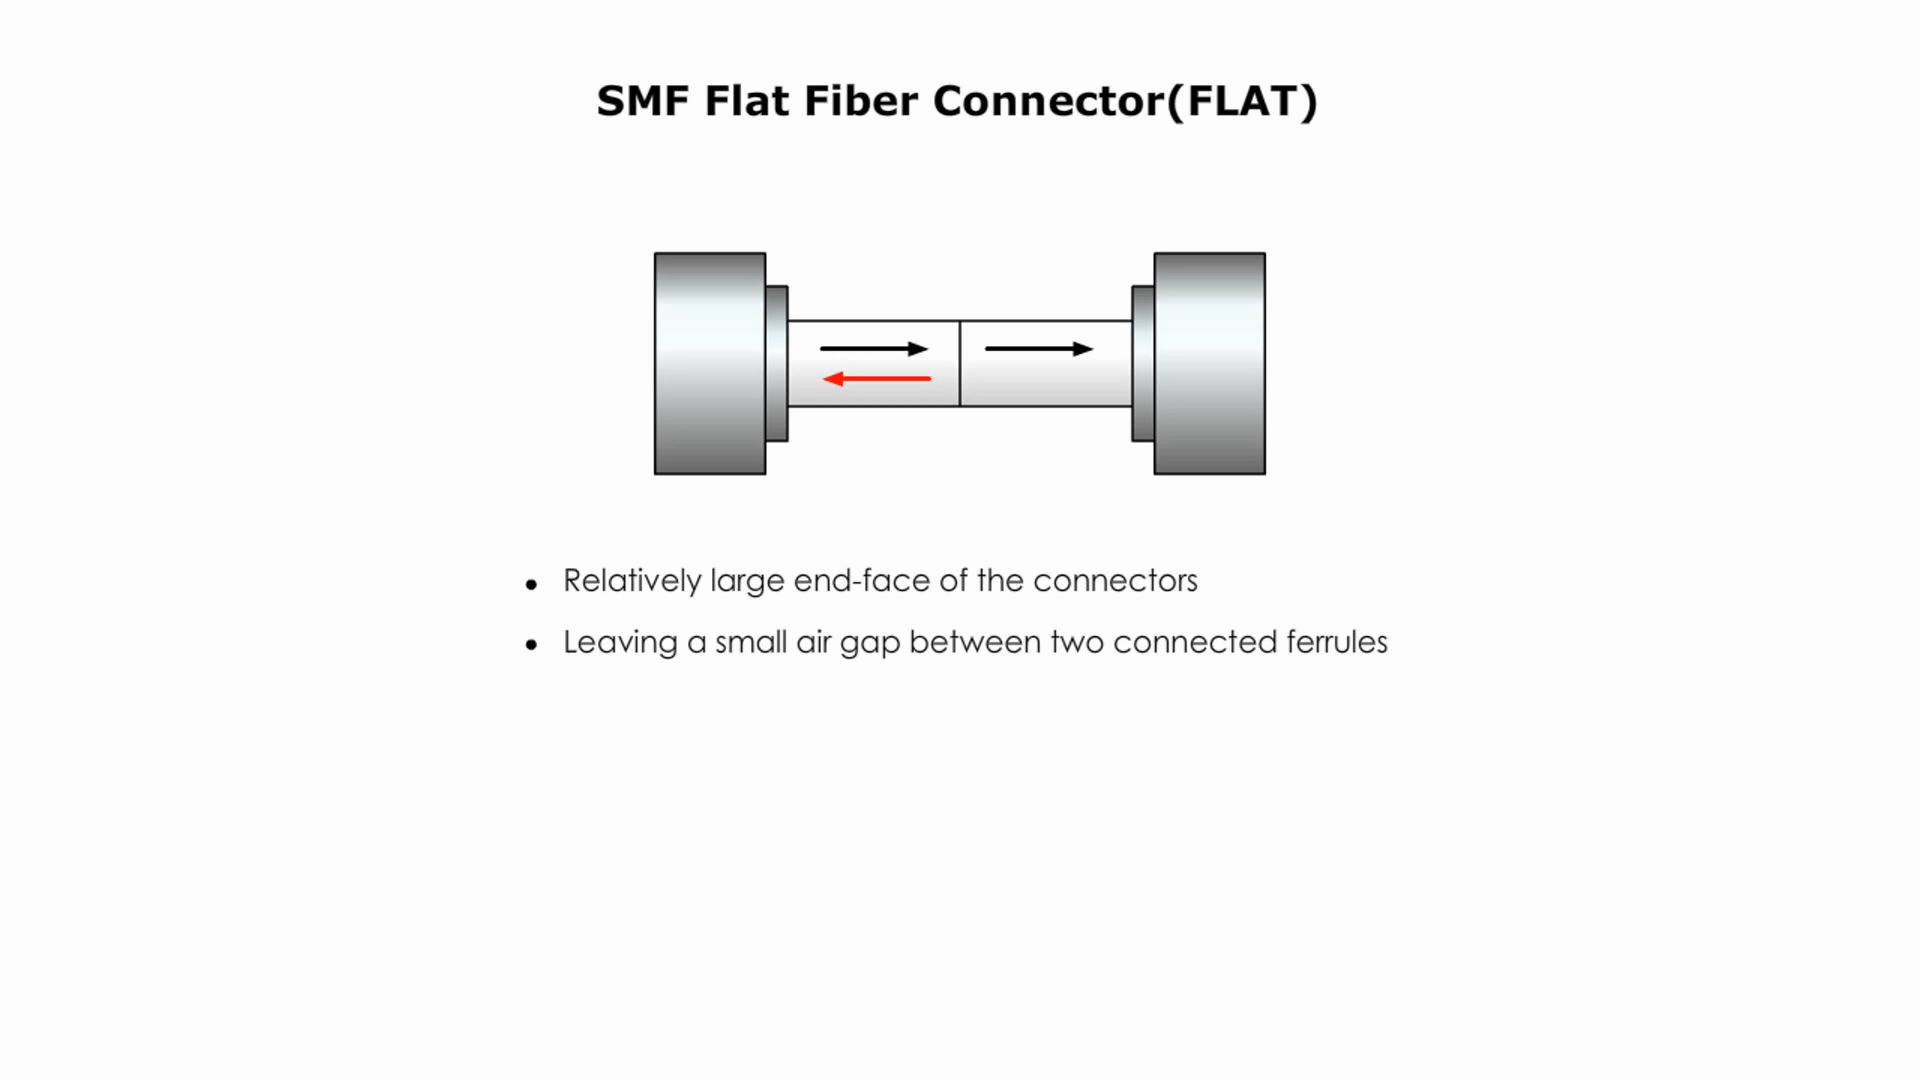 SMF Flat Fiber Connector(FLAT)
• Relatively large end-face of the connectors
• Leaving a small air gap between two connected ferrules